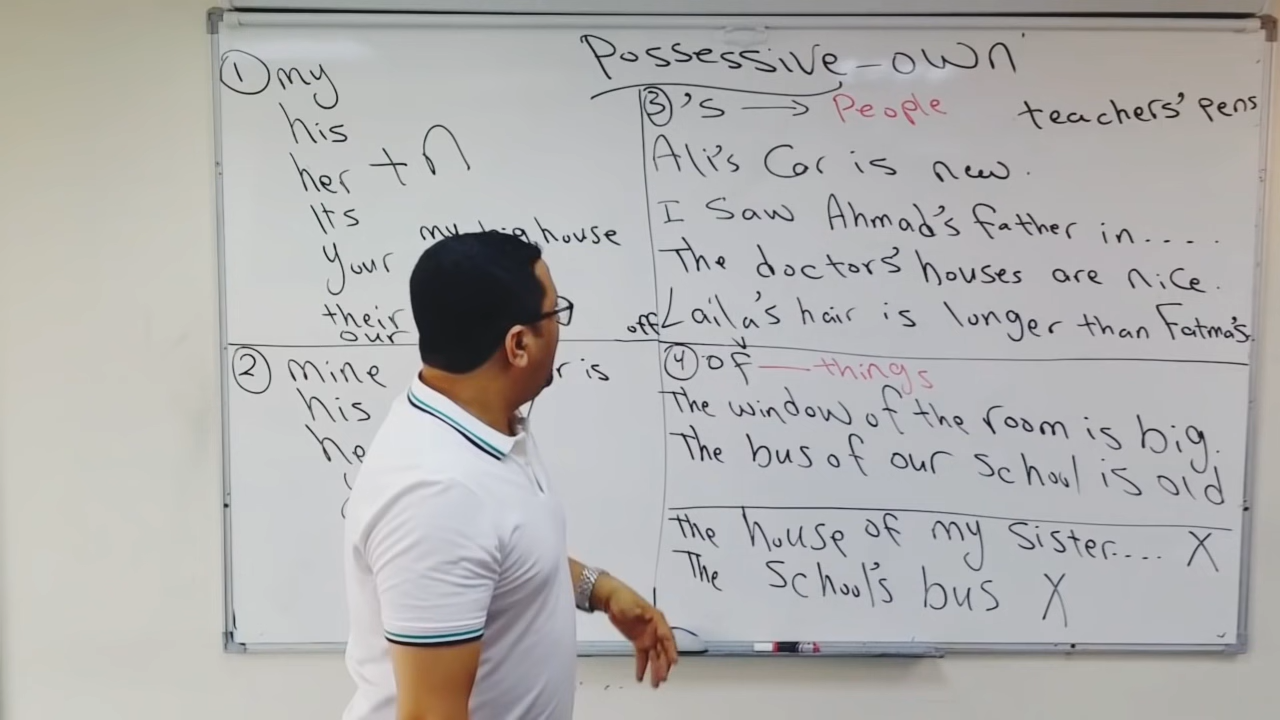 Possessive - own
① my
his
her + n
Its
your
my big house
their
our
② mine
his
r is
③ 's → People
teachers' pens
Ali's Car is new.
I Saw Ahmad's father in....
The doctors' houses are nice.
Laila's hair is longer than Fatma's.
off
④ of — things
The window of the room is big.
The bus of our school is old
The house of my sister.... X
The School's bus X